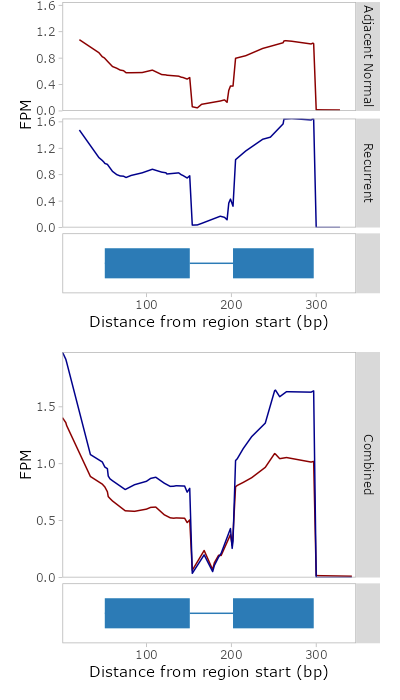 1.6
1.2
0.8
0.4
0.0
Adjacent Normal
FPM
1.6
1.2
0.8
0.4
0.0
Recurrent
100 200 300
Distance from region start (bp)
1.5
1.0
0.5
0.0
FPM
Combined
100 200 300
Distance from region start (bp)